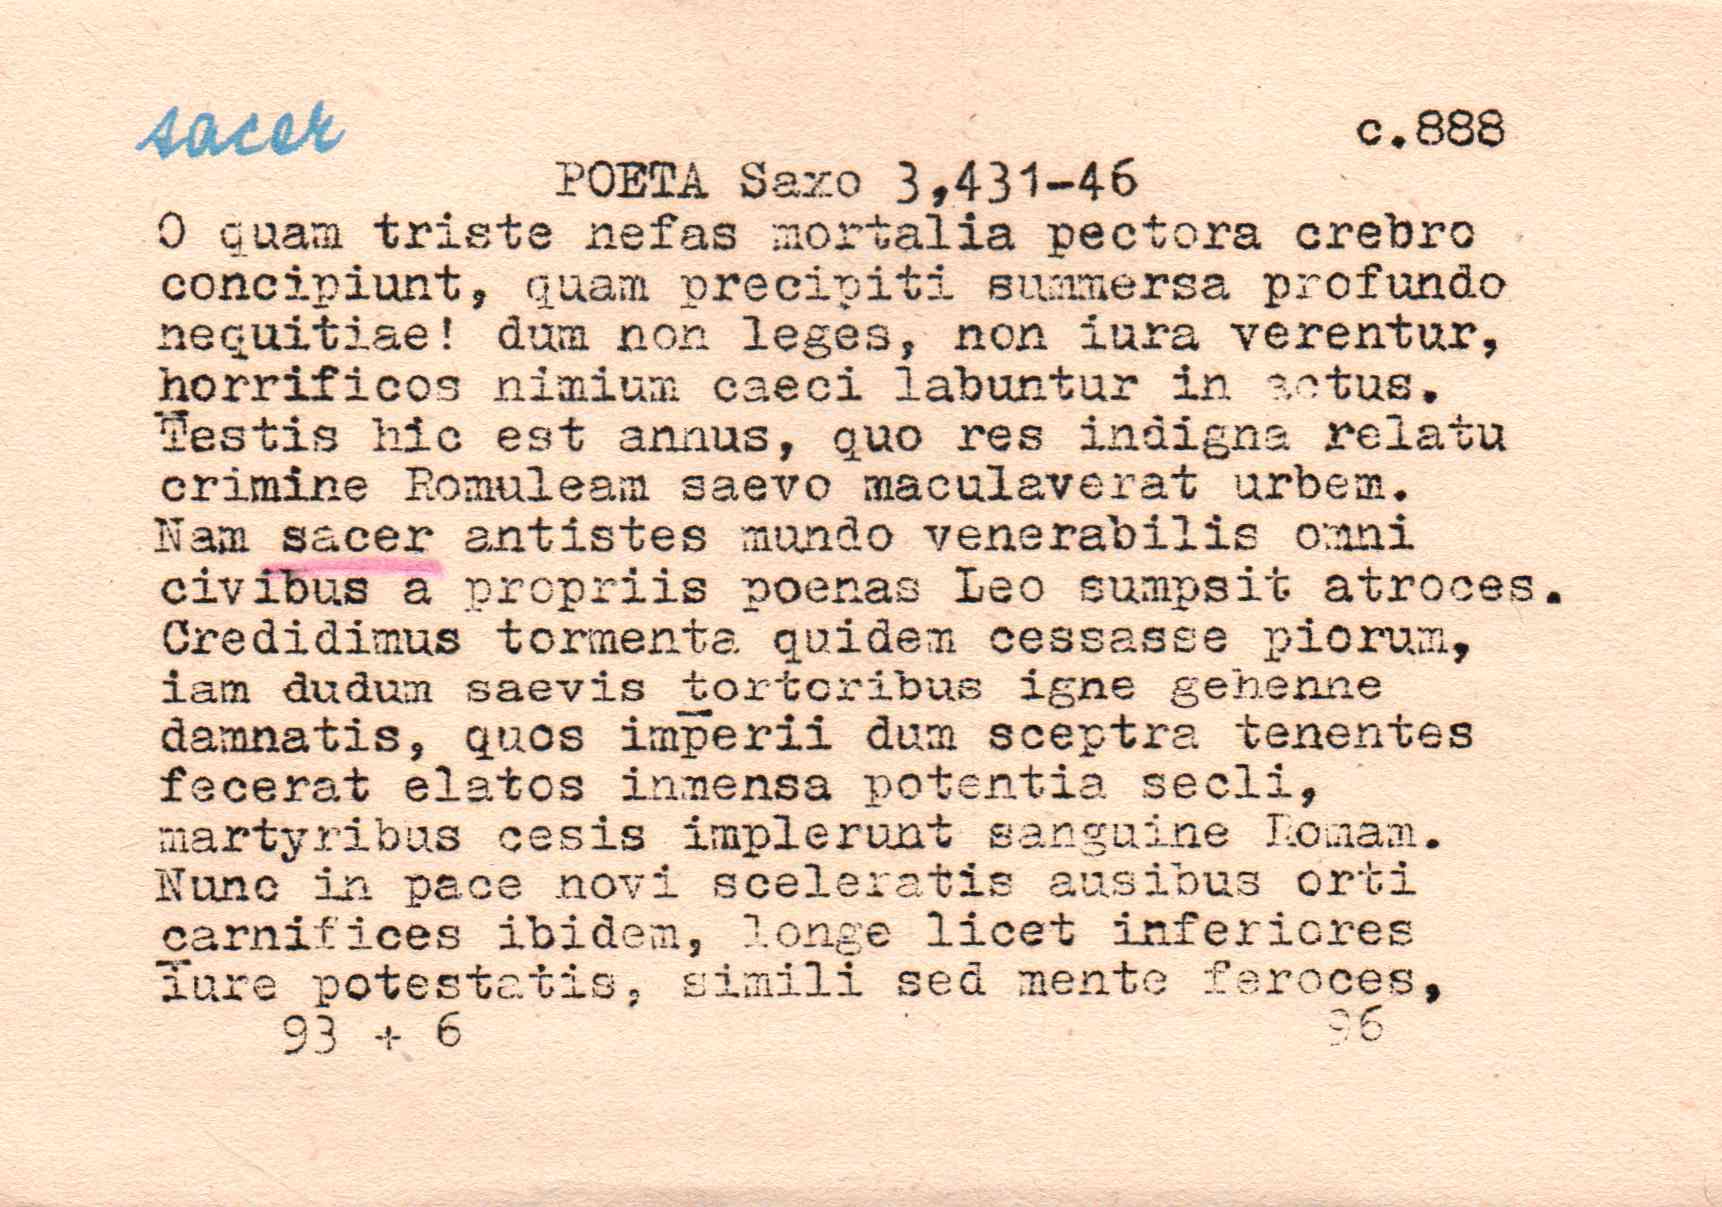 sacer
c.888
POETA Saxo 3,431-46
O quam triste nefas mortalia pectora crebro
concipiunt, quam precipiti summersa profundo
nequitiae! dum non leges, non iura verentur,
horrificos nimium caeci labuntur in actus.
Testis hic est annus, quo res indigna relatu
crimine Romuleam saevo maculaverat urbem.
Nam sacer antistes mundo venerabilis omni
civibus a propriis poenas Leo sumpsit atroces.
Credidimus tormenta quidem cessasse piorum,
iam dudum saevis tortoribus igne gehenne
damnatis, quos imperii dum sceptra tenentes
fecerat elatos inmensa potentia secli,
martyribus cesis implerunt sanguine Romam.
Nunc in pace novi sceleratis ausibus orti
carnifices ibidem, longe licet inferiores
iure potestatis, simili sed mente feroces,
93 + 6 96